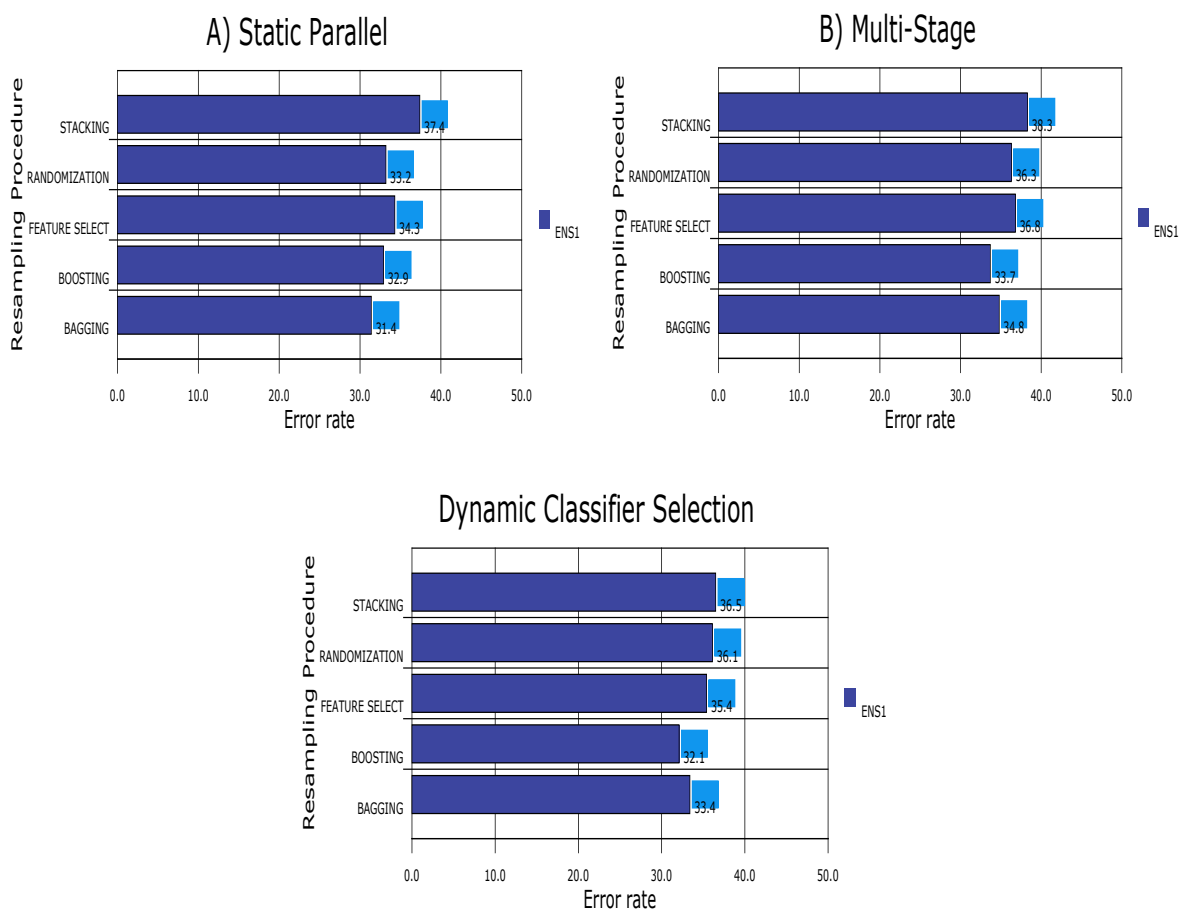 A) Static Parallel
Resampling Procedure
STACKING
37.4
RANDOMIZATION
33.2
FEATURE SELECT
34.3
BOOSTING
32.9
BAGGING
31.4
ENS1
0.0 10.0 20.0 30.0 40.0 50.0
Error rate
B) Multi-Stage
Resampling Procedure
STACKING
38.3
RANDOMIZATION
36.3
FEATURE SELECT
36.8
BOOSTING
33.7
BAGGING
34.8
ENS1
0.0 10.0 20.0 30.0 40.0 50.0
Error rate
Dynamic Classifier Selection
Resampling Procedure
STACKING
36.5
RANDOMIZATION
36.1
FEATURE SELECT
35.4
BOOSTING
32.1
BAGGING
33.4
ENS1
0.0 10.0 20.0 30.0 40.0 50.0
Error rate